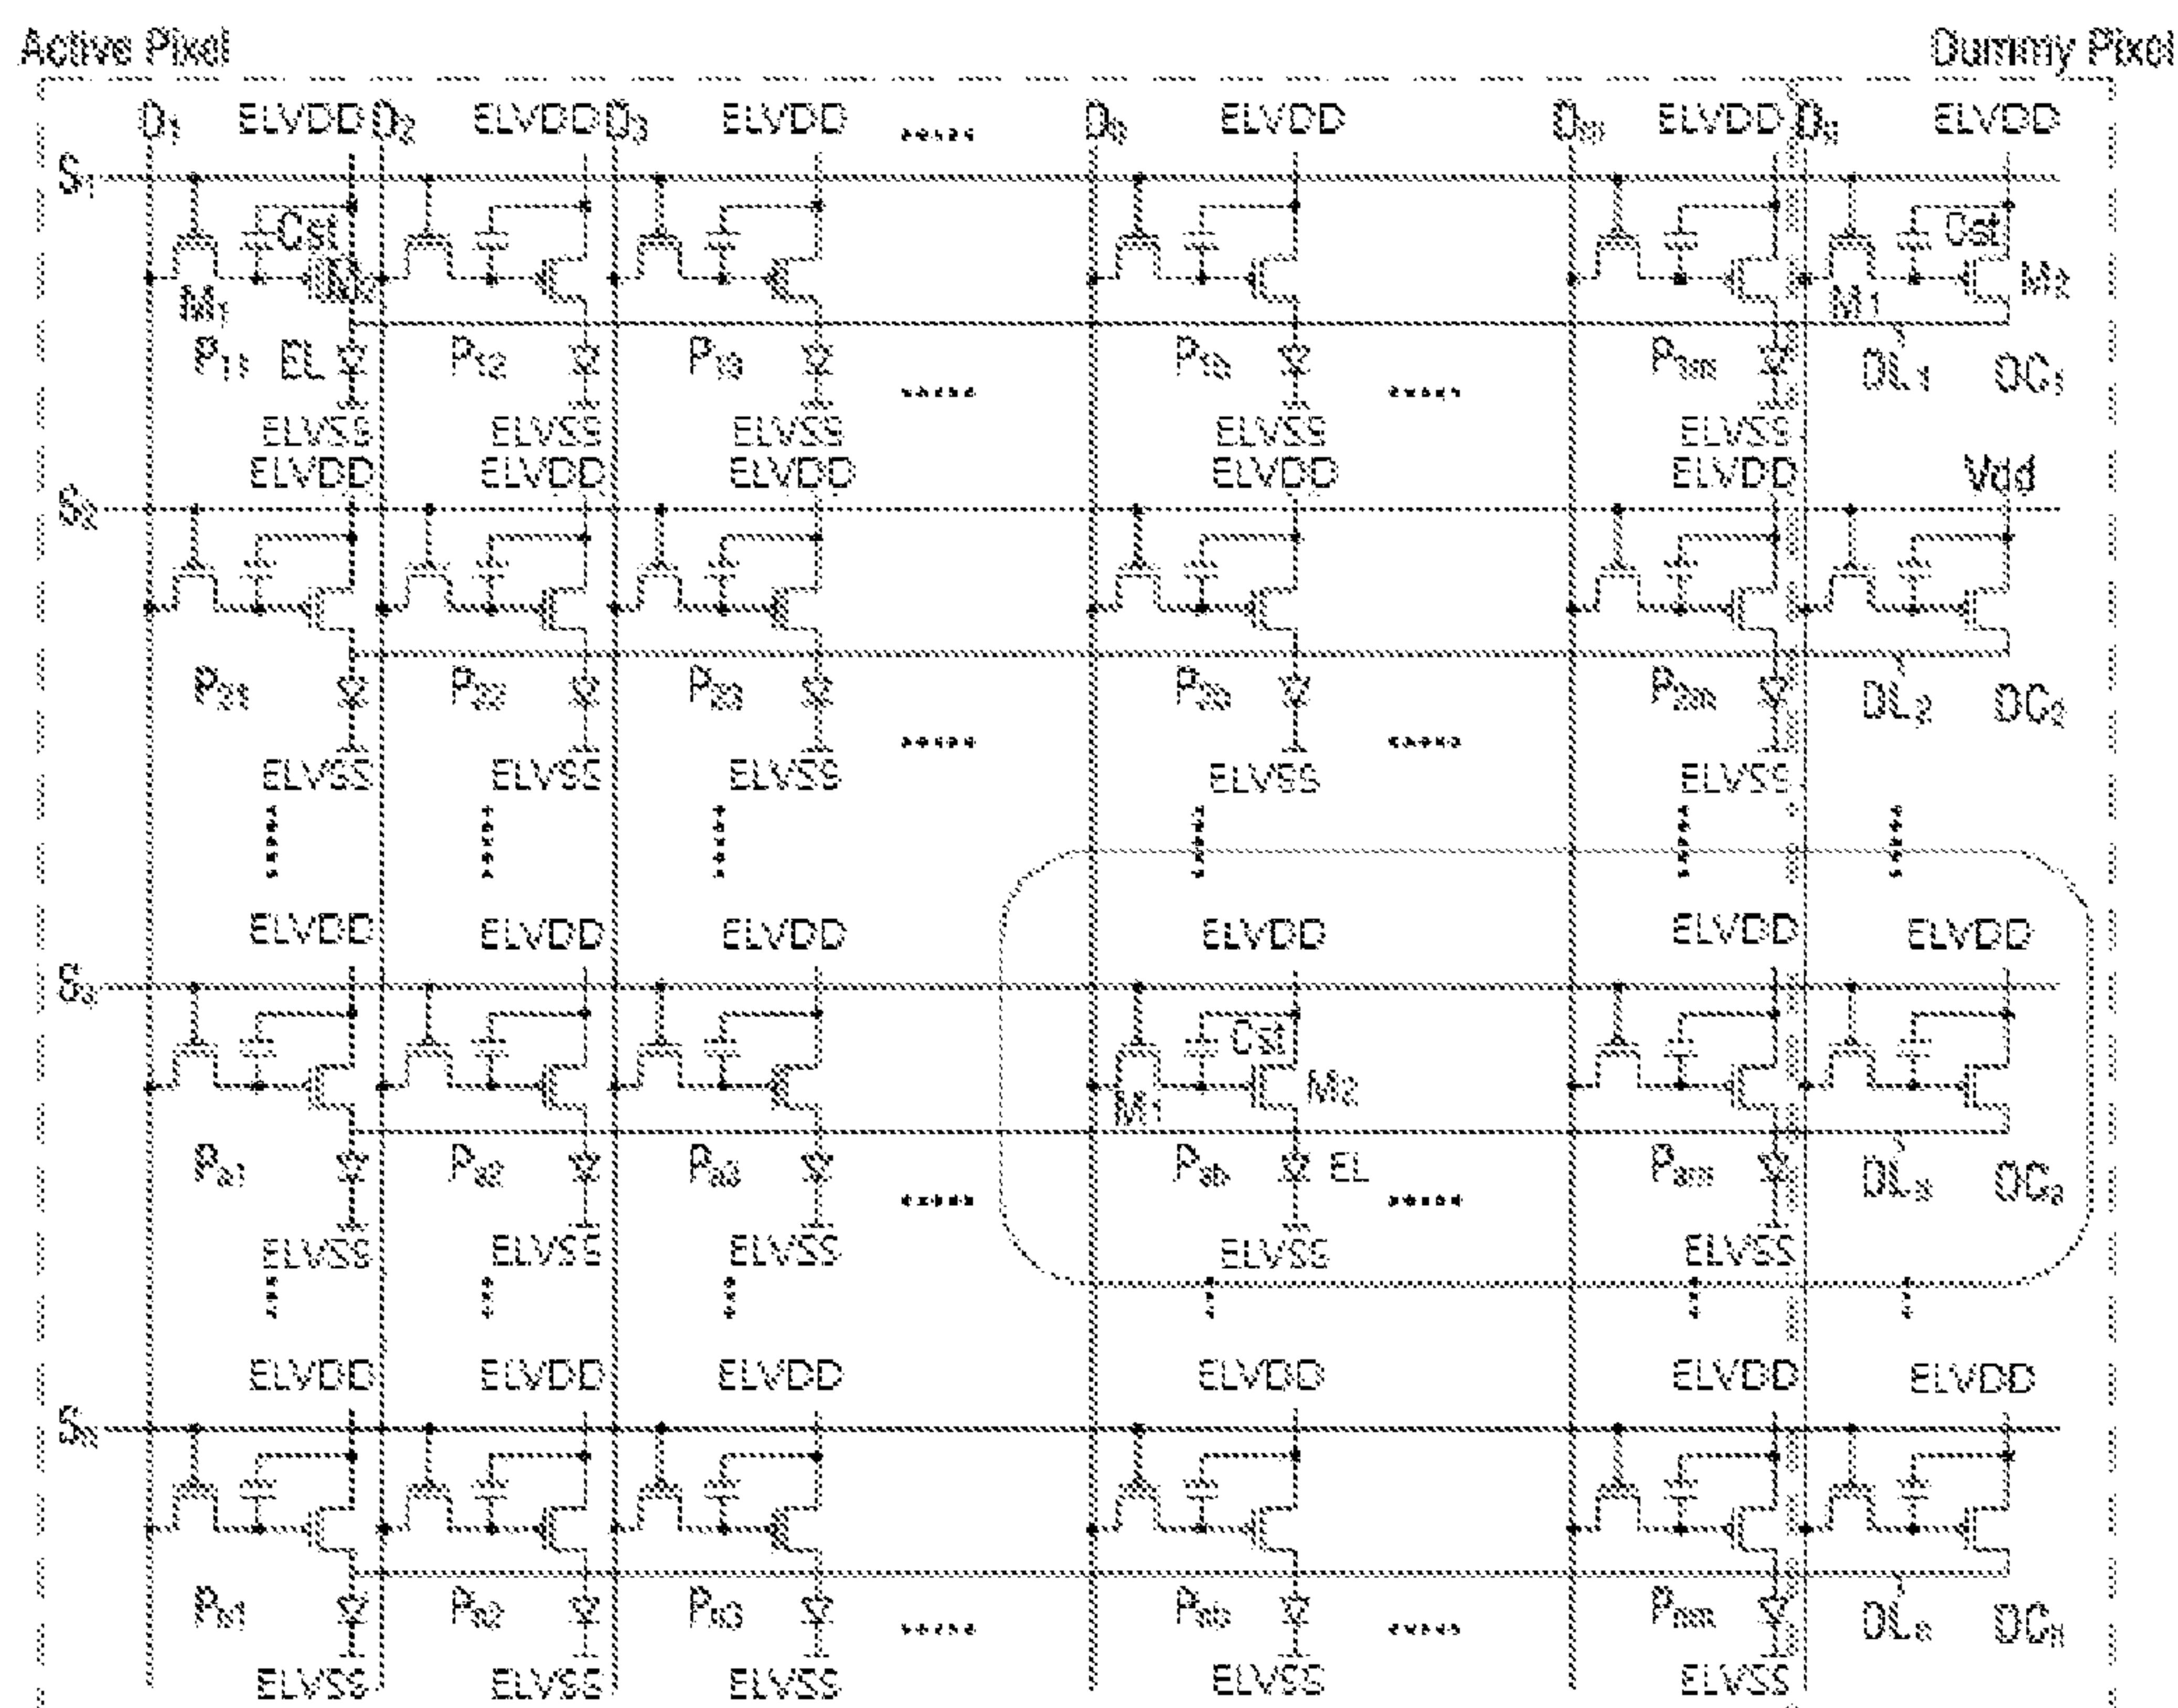 Active Pixel Dummy Pixel
D1 ELVDD D2 ELVDD D3 ELVDD ...... Db ELVDD Dm ELVDD ELVDD
S1
Cst Cst
M1 M1 M2
P11 EL P12 P13 P1b P1m DL1 DC1
...... ......
ELVSS ELVSS ELVSS ELVSS ELVSS
ELVDD ELVDD ELVDD ELVDD ELVDD Vdd
S2
P21 P22 P23 P2b P2m DL2 DC2
...... ......
ELVSS ELVSS ELVSS ELVSS ELVSS
ELVDD ELVDD ELVDD ELVDD ELVDD ELVDD
Sa
Cst
M1 M2
Pa1 Pa2 Pa3 Pab EL Pam DLa DCa
...... ......
ELVSS ELVSS ELVSS ELVSS ELVSS
ELVDD ELVDD ELVDD ELVDD ELVDD ELVDD
Sn
Pn1 Pn2 Pn3 Pnb Pnm DLn DCn
...... ......
ELVSS ELVSS ELVSS ELVSS ELVSS